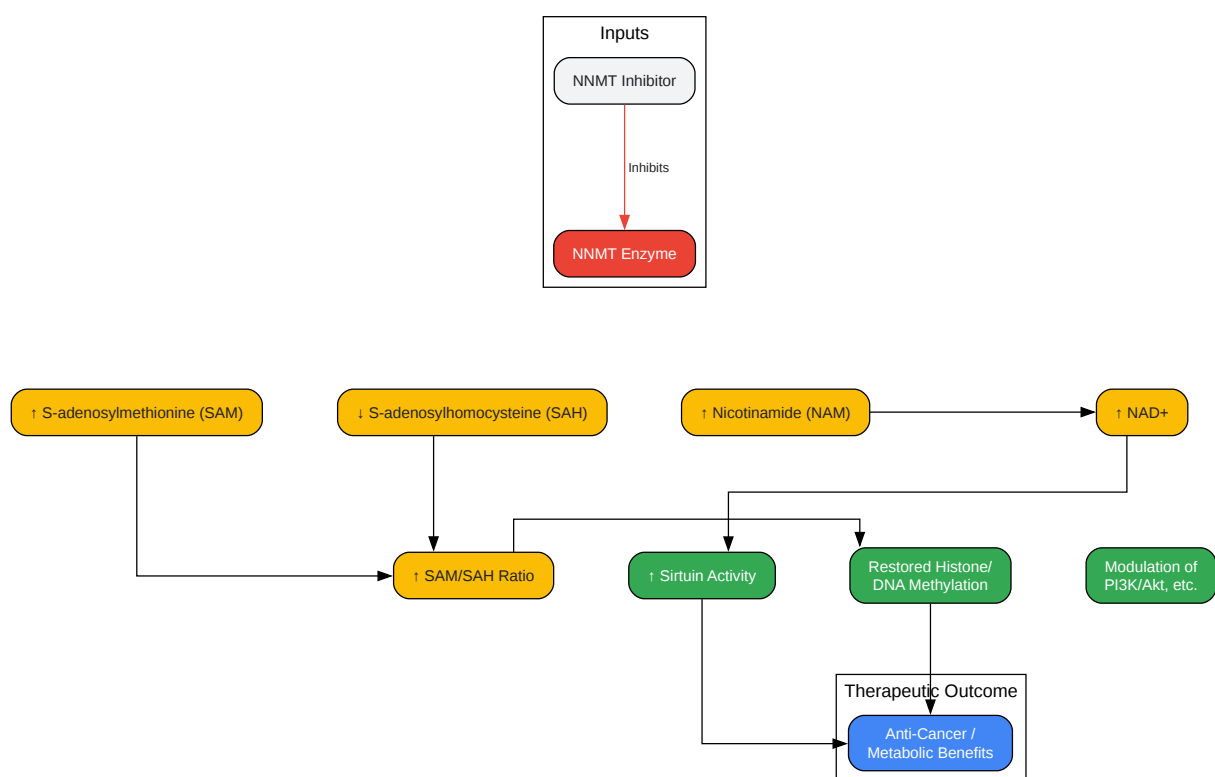 Inputs
NNMT Inhibitor
Inhibits
NNMT Enzyme
↑ S-adenosylmethionine (SAM)
↓ S-adenosylhomocysteine (SAH)
↑ Nicotinamide (NAM)
↑ NAD+
↑ SAM/SAH Ratio
↑ Sirtuin Activity
Restored Histone/
DNA Methylation
Modulation of
PI3K/Akt, etc.
Therapeutic Outcome
Anti-Cancer /
Metabolic Benefits